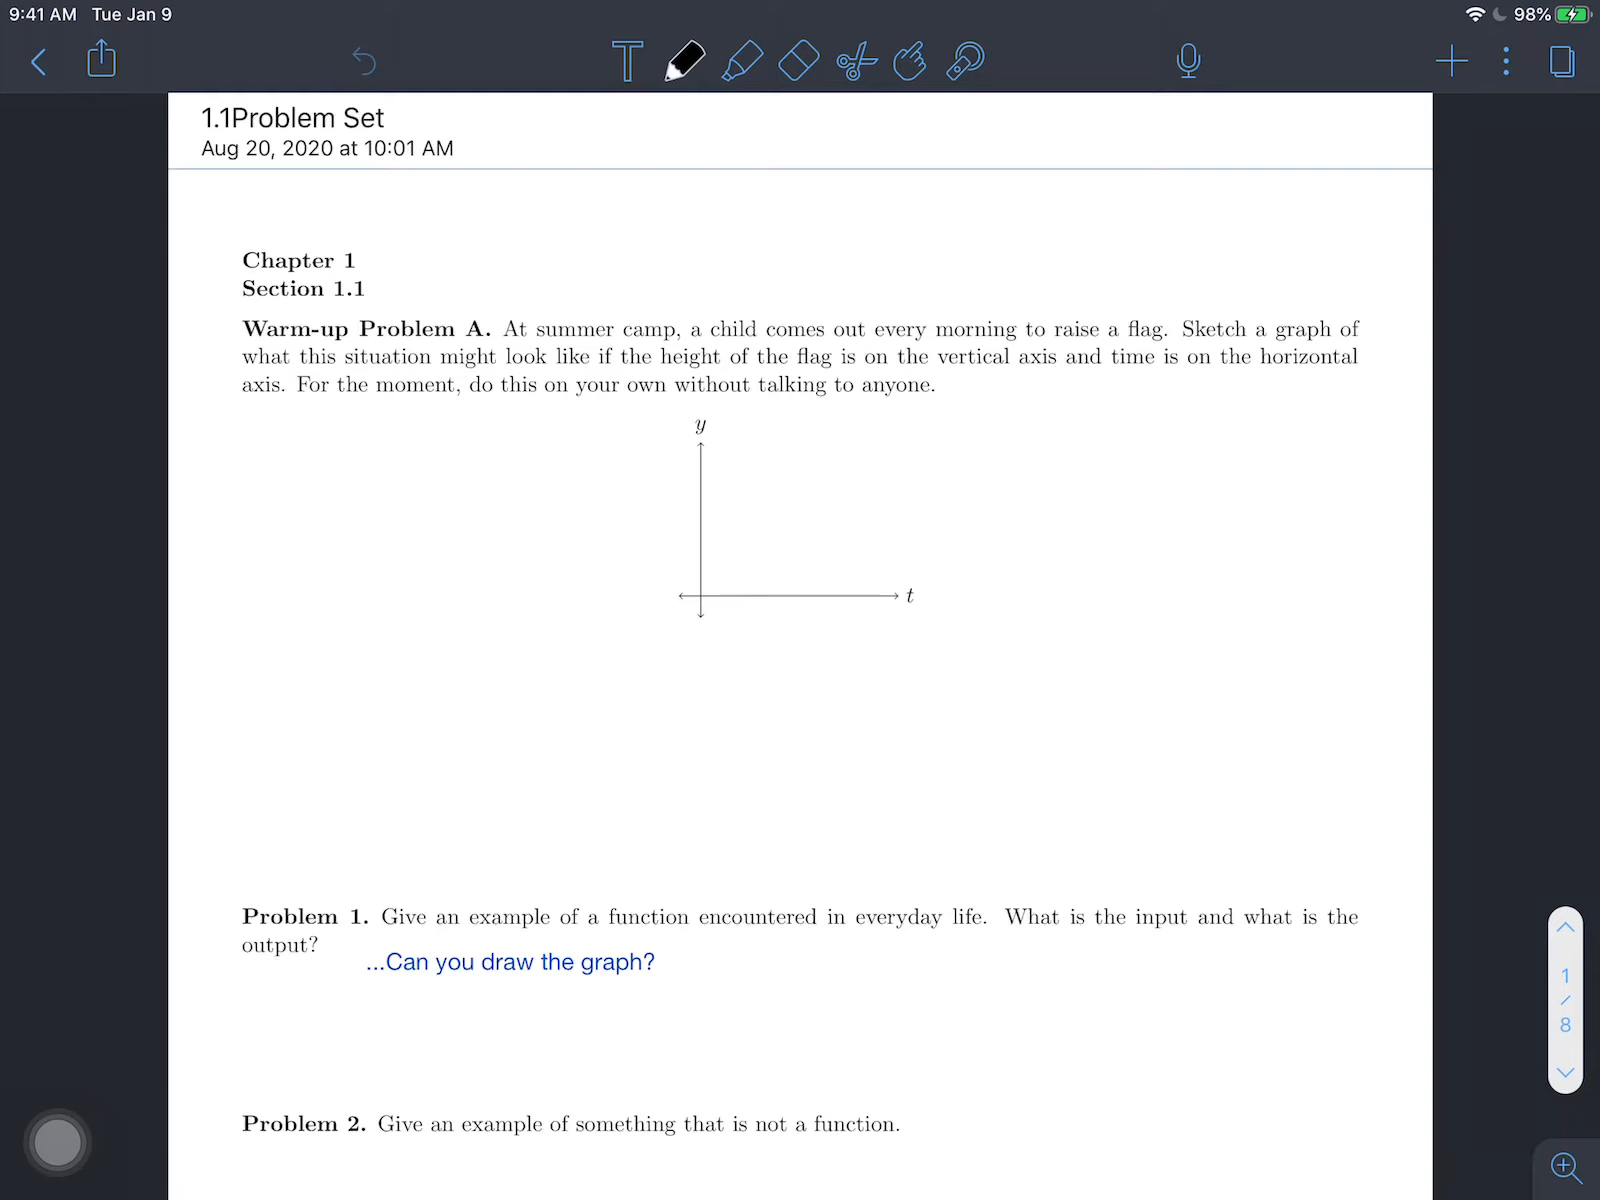 9:41 AM Tue Jan 9
98%
1.1Problem Set
Aug 20, 2020 at 10:01 AM
Chapter 1
Section 1.1
Warm-up Problem A. At summer camp, a child comes out every morning to raise a flag. Sketch a graph of
what this situation might look like if the height of the flag is on the vertical axis and time is on the horizontal
axis. For the moment, do this on your own without talking to anyone.
y
t
Problem 1. Give an example of a function encountered in everyday life. What is the input and what is the
output?
...Can you draw the graph?
1
/
8
Problem 2. Give an example of something that is not a function.